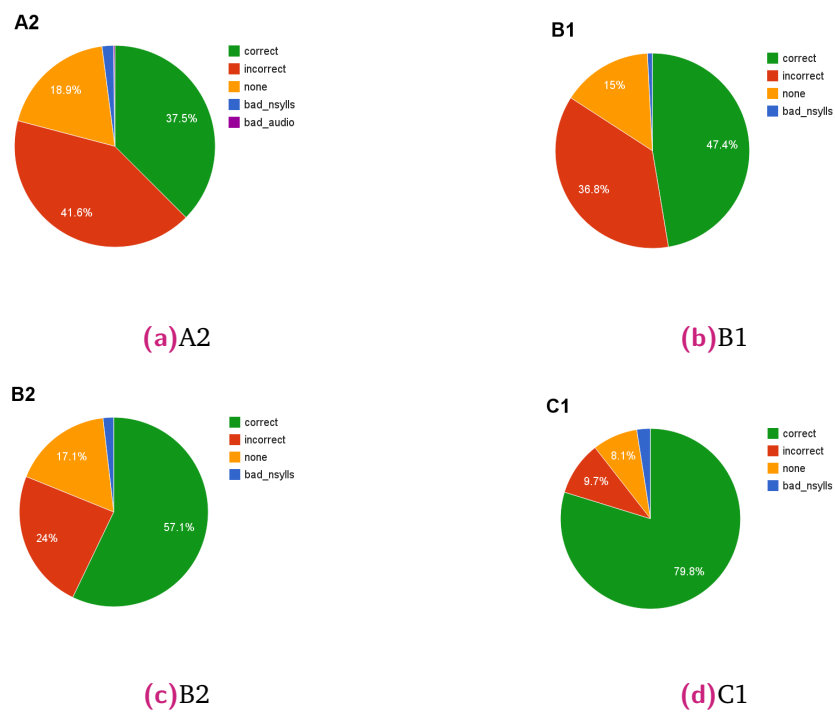 A2
correct
incorrect
none
bad_nsylls
bad_audio
18.9%
37.5%
41.6%
(a)A2
B1
correct
incorrect
none
bad_nsylls
15%
47.4%
36.8%
(b)B1
B2
correct
incorrect
none
bad_nsylls
17.1%
57.1%
24%
(c)B2
C1
correct
incorrect
none
bad_nsylls
8.1%
9.7%
79.8%
(d)C1